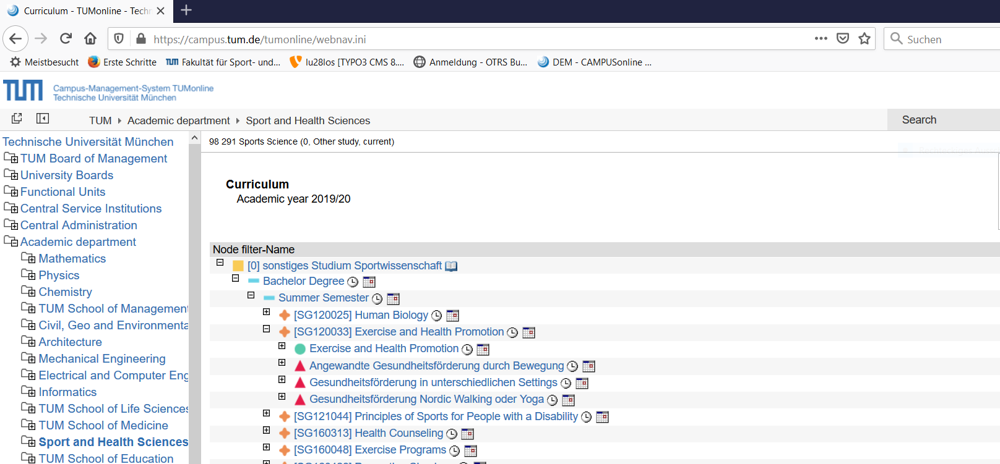 Curriculum - TUMonline - Techn
https://campus.tum.de/tumonline/webnav.ini
Suchen
Meistbesucht
Erste Schritte
TUM Fakultät für Sport- und...
lu28los [TYPO3 CMS 8....
Anmeldung - OTRS Bu...
DEM - CAMPUSonline ...
TUM
Campus-Management-System TUMonline
Technische Universität München
TUM
Academic department
Sport and Health Sciences
Search
Technische Universität München
TUM Board of Management
University Boards
Functional Units
Central Service Institutions
Central Administration
Academic department
Mathematics
Physics
Chemistry
TUM School of Management
Civil, Geo and Environmenta
Architecture
Mechanical Engineering
Electrical and Computer Eng
Informatics
TUM School of Life Sciences
TUM School of Medicine
Sport and Health Sciences
TUM School of Education
98 291 Sports Science (0, Other study, current)
Curriculum
Academic year 2019/20
Node filter-Name
[0] sonstiges Studium Sportwissenschaft
Bachelor Degree
Summer Semester
[SG120025] Human Biology
[SG120033] Exercise and Health Promotion
Exercise and Health Promotion
Angewandte Gesundheitsförderung durch Bewegung
Gesundheitsförderung in unterschiedlichen Settings
Gesundheitsförderung Nordic Walking oder Yoga
[SG121044] Principles of Sports for People with a Disability
[SG160313] Health Counseling
[SG160048] Exercise Programs